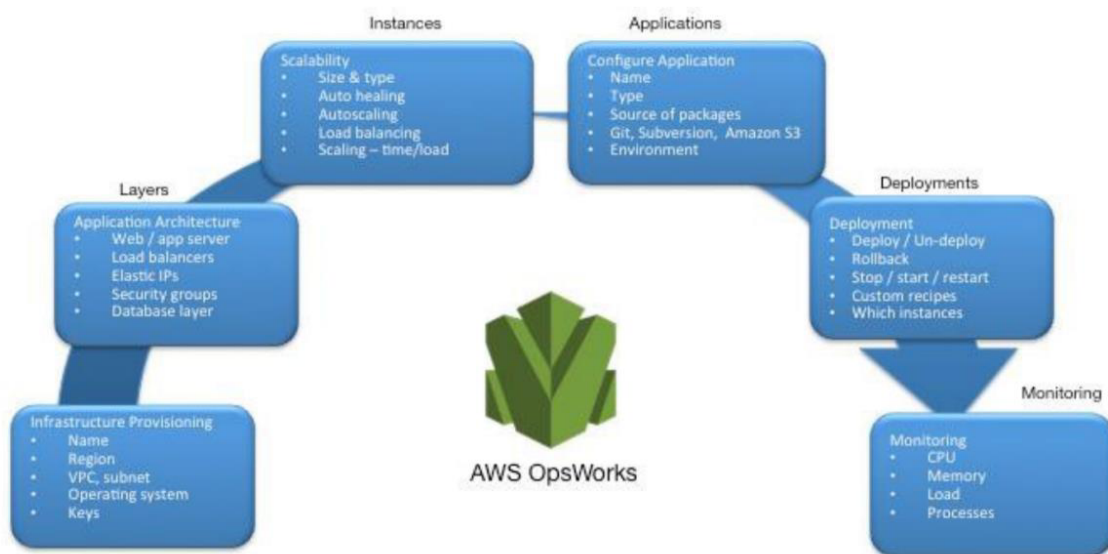 Instances
Scalability
• Size & type
• Auto healing
• Autoscaling
• Load balancing
• Scaling – time/load
Applications
Configure Application
• Name
• Type
• Source of packages
• Git, Subversion, Amazon S3
• Environment
Layers
Application Architecture
• Web / app server
• Load balancers
• Elastic IPs
• Security groups
• Database layer
Deployments
Deployment
• Deploy / Un-deploy
• Rollback
• Stop / start / restart
• Custom recipes
• Which instances
Infrastructure Provisioning
• Name
• Region
• VPC, subnet
• Operating system
• Keys
AWS OpsWorks
Monitoring
Monitoring
• CPU
• Memory
• Load
• Processes